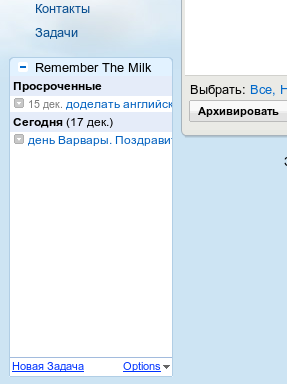 Контакты
Задачи
Remember The Milk
Просроченные
15 дек. доделать английск
Сегодня (17 дек.)
день Варвары. Поздрави
Новая Задача
Options
Выбрать: Все, Н
Архивировать